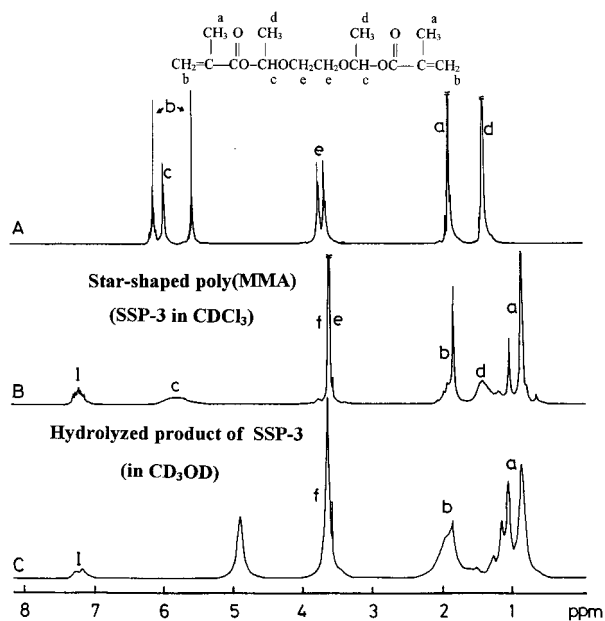 a d d a
CH₃ O CH₃ CH₃ O CH₃
CH₂=C—CO—CHOCH₂CH₂OCH—OC—C=CH₂
b c e e c b
b
c
e
a
d
A
Star-shaped poly(MMA)
(SSP-3 in CDCl₃)
f e
a
b
d
c
I
B
Hydrolyzed product of SSP-3
(in CD₃OD)
f
a
b
I
C
8 7 6 5 4 3 2 1 ppm